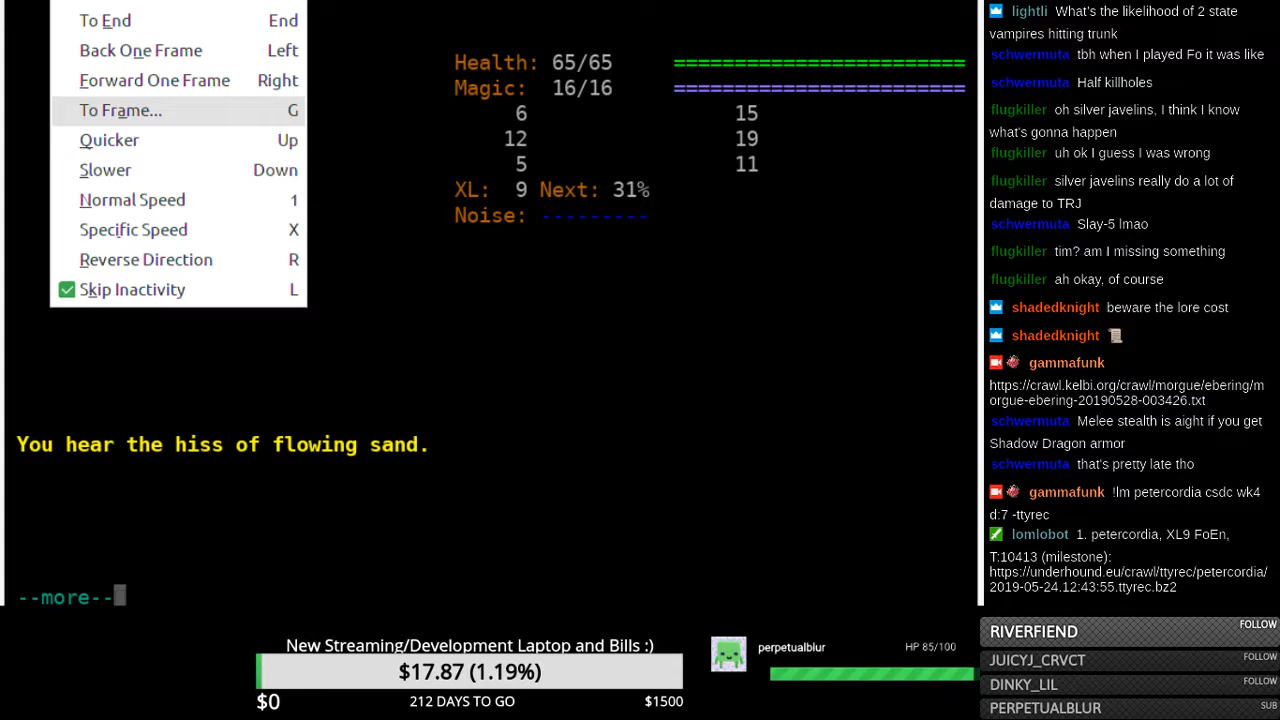 To End End
Back One Frame Left
Forward One Frame Right
To Frame... G
Quicker Up
Slower Down
Normal Speed 1
Specific Speed X
Reverse Direction R
Skip Inactivity L
Health: 65/65 ========================
Magic: 16/16 ========================
6 15
12 19
5 11
XL: 9 Next: 31%
Noise: ---------
You hear the hiss of flowing sand.
--more--
lightli What's the likelihood of 2 state
vampires hitting trunk
schwermuta tbh when I played Fo it was like
schwermuta Half killholes
flugkiller oh silver javelins, I think I know
what's gonna happen
flugkiller uh ok I guess I was wrong
flugkiller silver javelins really do a lot of
damage to TRJ
schwermuta Slay-5 lmao
flugkiller tim? am I missing something
flugkiller ah okay, of course
shadedknight beware the lore cost
shadedknight 📜
gammafunk
https://crawl.kelbi.org/crawl/morgue/ebering/m
orgue-ebering-20190528-003426.txt
schwermuta Melee stealth is aight if you get
Shadow Dragon armor
schwermuta that's pretty late tho
gammafunk !lm petercordia csdc wk4
d:7 -ttyrec
lomlobot 1. petercordia, XL9 FoEn,
T:10413 (milestone):
https://underhound.eu/crawl/ttyrec/petercordia/
2019-05-24.12:43:55.ttyrec.bz2
New Streaming/Development Laptop and Bills :)
$17.87 (1.19%)
$0 212 DAYS TO GO $1500
perpetualblur HP 85/100
RIVERFIEND FOLLOW
JUICYJ_CRVCT FOLLOW
DINKY_LIL FOLLOW
PERPETUALBLUR SUB